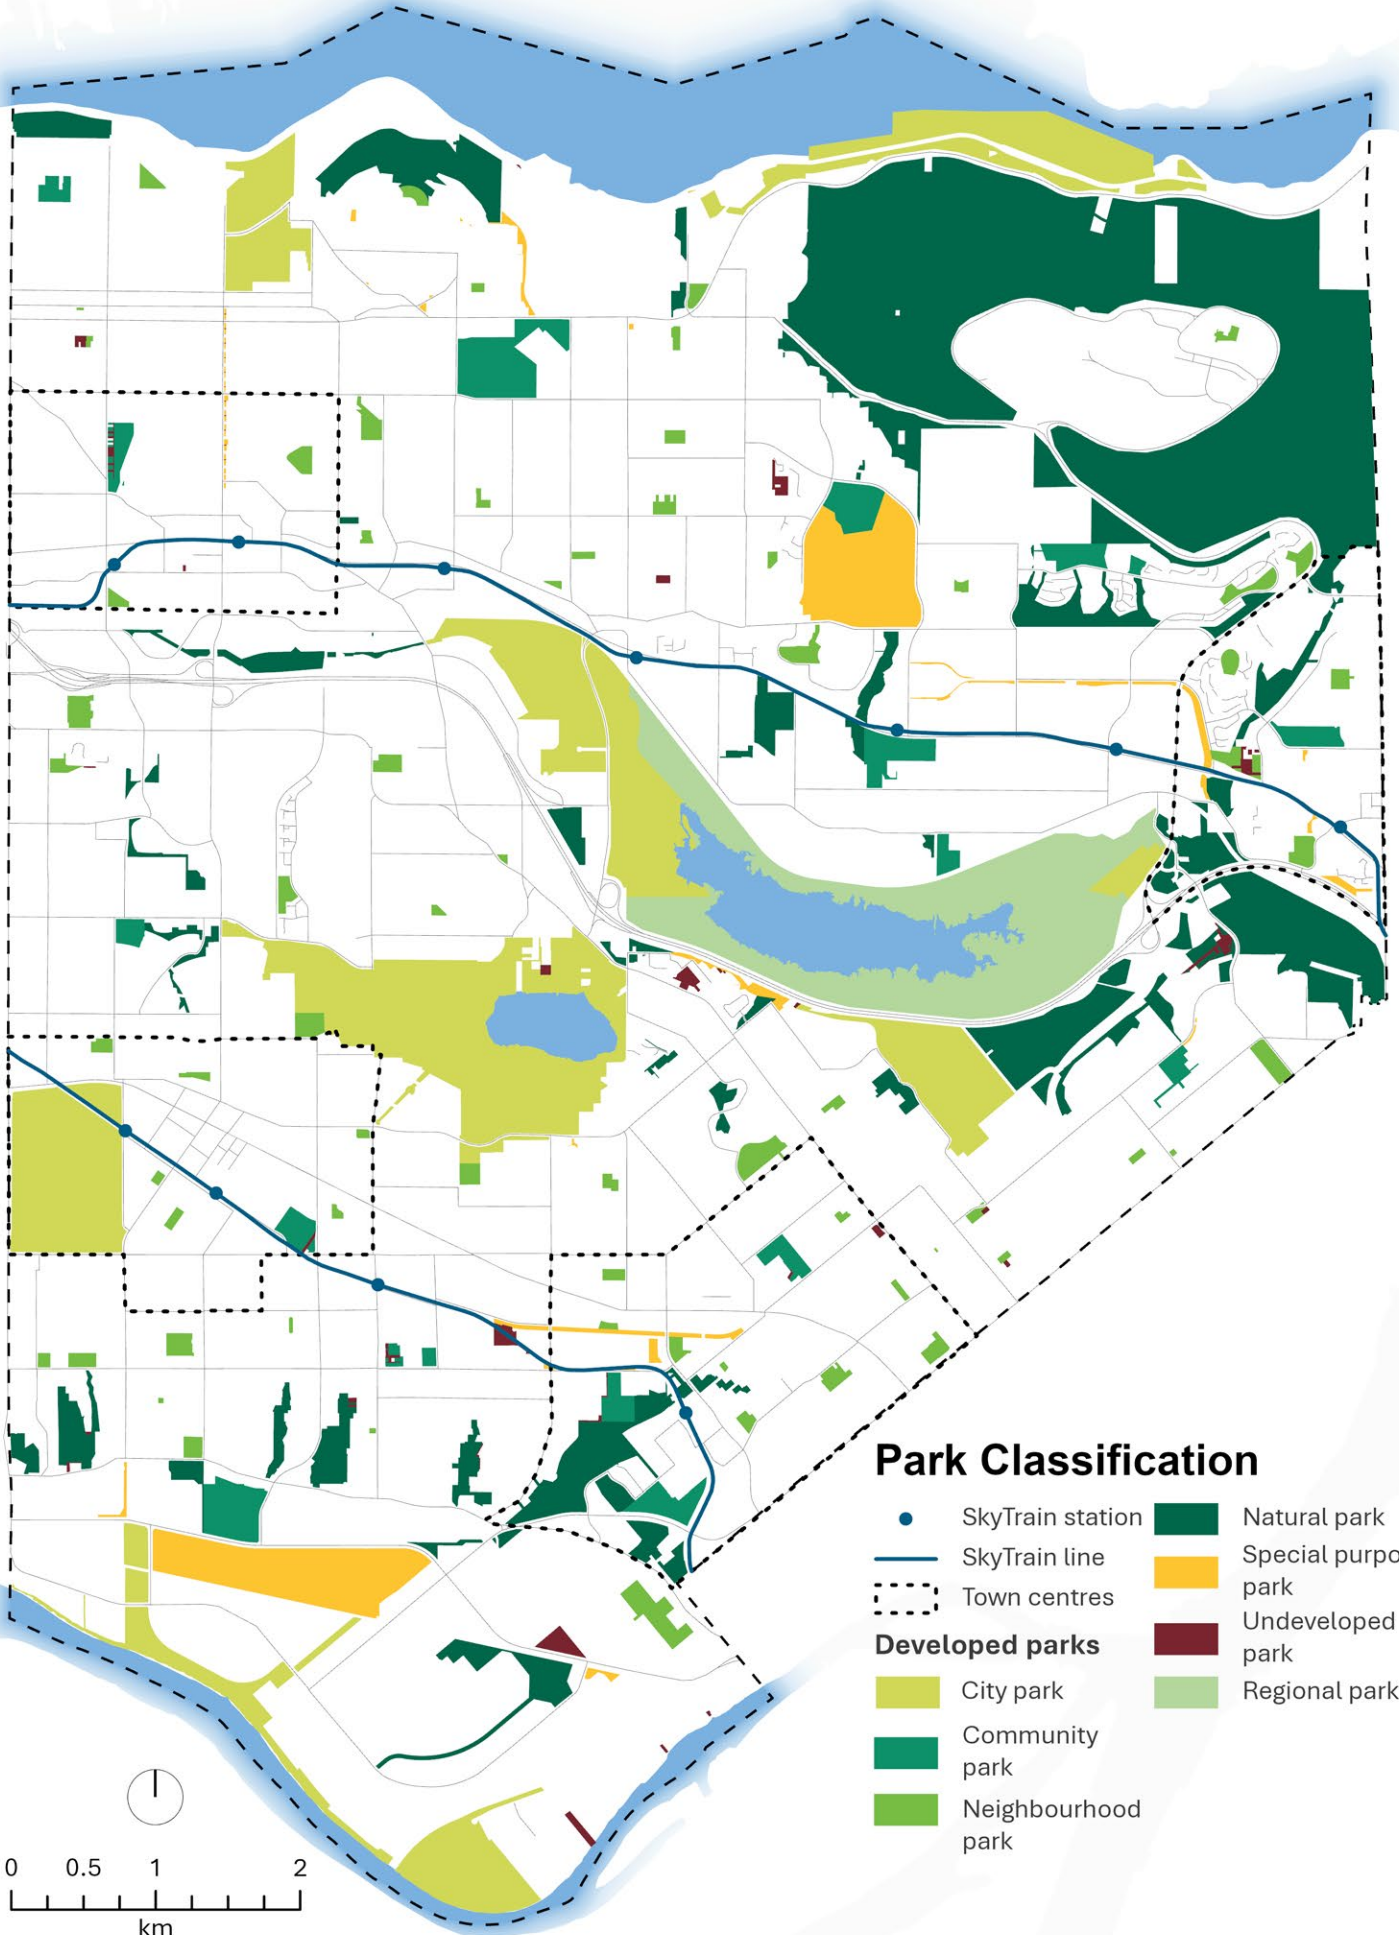 Park Classification
SkyTrain station
SkyTrain line
Town centres
Developed parks
City park
Community
park
Neighbourhood
park
Natural park
Special purpo
park
Undeveloped
park
Regional park
0 0.5 1 2
km